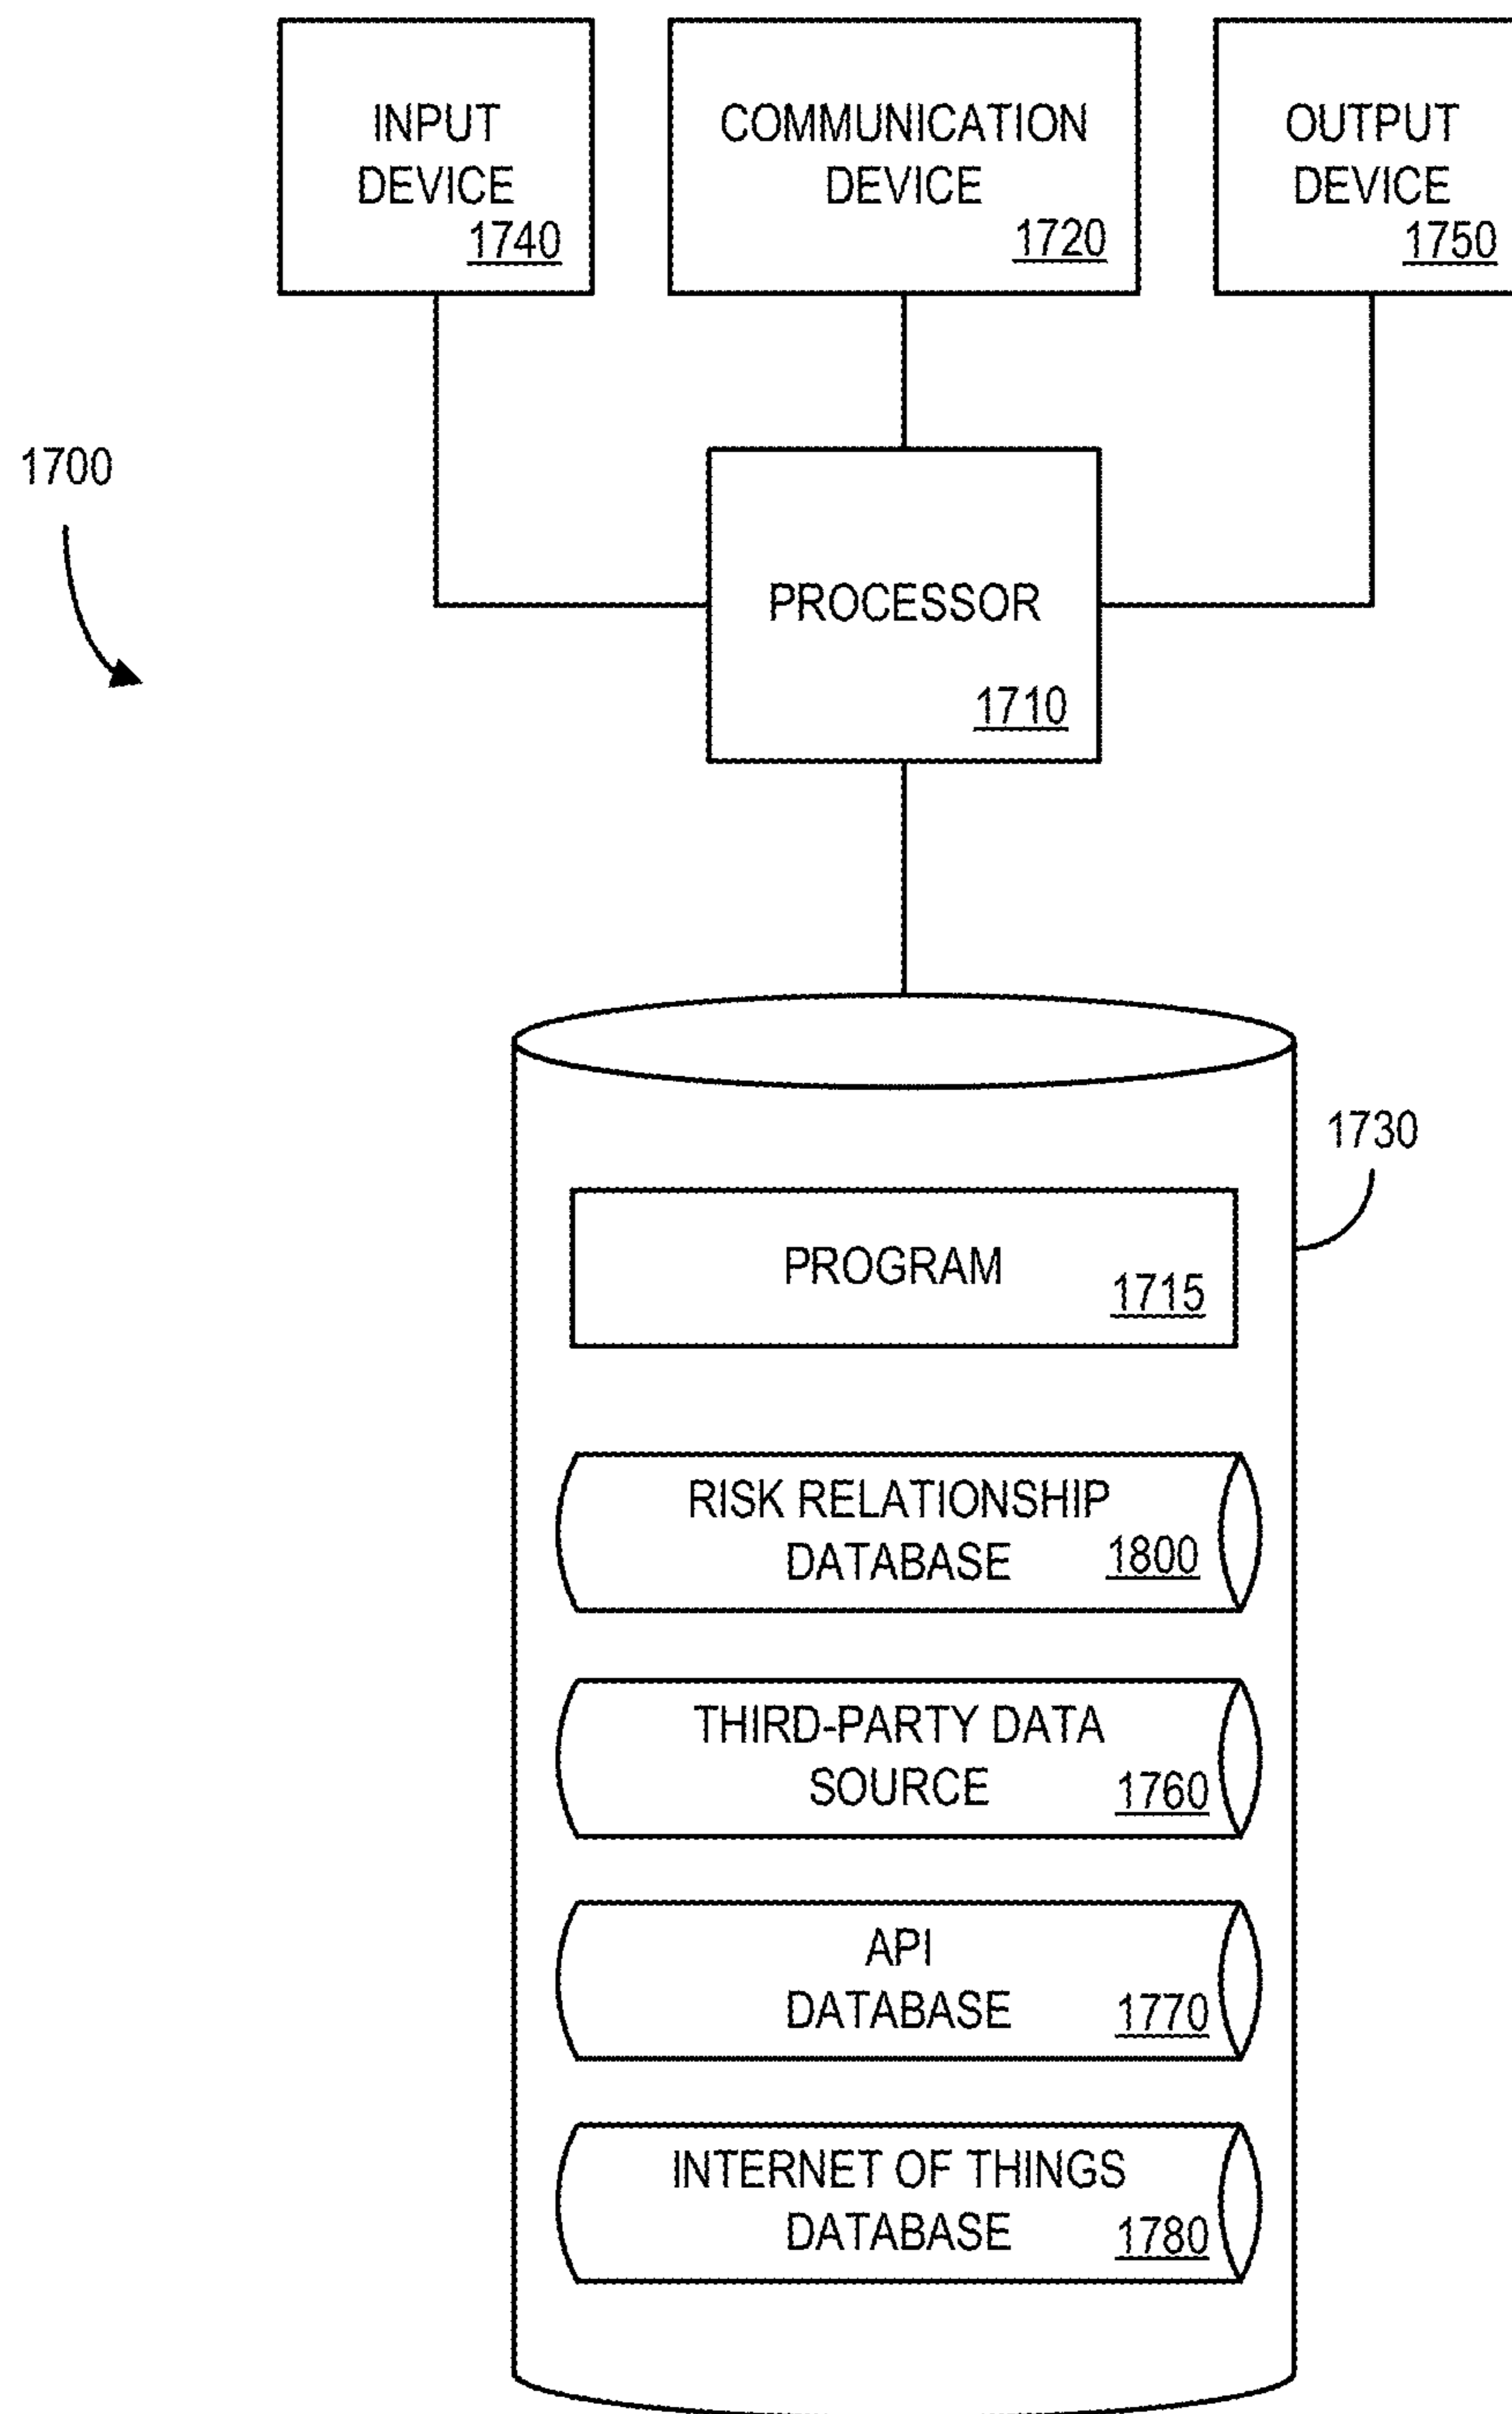 INPUT
DEVICE
1740
COMMUNICATION
DEVICE
1720
OUTPUT
DEVICE
1750
1700
PROCESSOR
1710
1730
PROGRAM
1715
RISK RELATIONSHIP
DATABASE
1800
THIRD-PARTY DATA
SOURCE
1760
API
DATABASE
1770
INTERNET OF THINGS
DATABASE
1780